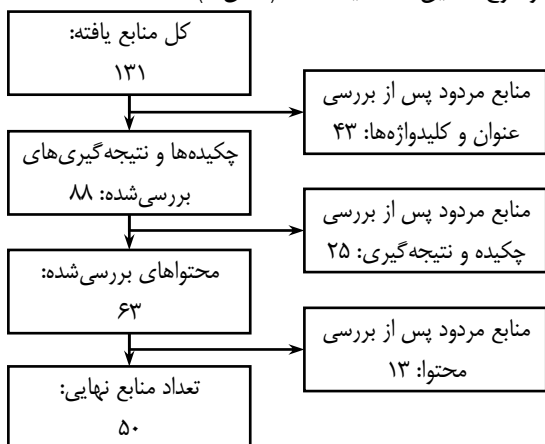 کل منابع یافته:
۱۳۱
منابع مردود پس از بررسی
عنوان و کلیدواژه‌ها: ۴۳
چکیده‌ها و نتیجه‌گیری‌های
بررسی‌شده: ۸۸
منابع مردود پس از بررسی
چکیده و نتیجه‌گیری: ۲۵
محتواهای بررسی‌شده:
۶۳
منابع مردود پس از بررسی
محتوا: ۱۳
تعداد منابع نهایی:
۵۰